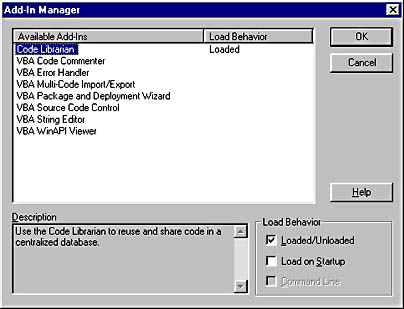 Add-In Manager
Available Add-Ins Load Behavior
Code Librarian Loaded
VBA Code Commenter
VBA Error Handler
VBA Multi-Code Import/Export
VBA Package and Deployment Wizard
VBA Source Code Control
VBA String Editor
VBA WinAPI Viewer
OK
Cancel
Help
Description
Use the Code Librarian to reuse and share code in a
centralized database.
Load Behavior
Loaded/Unloaded
Load on Startup
Command Line